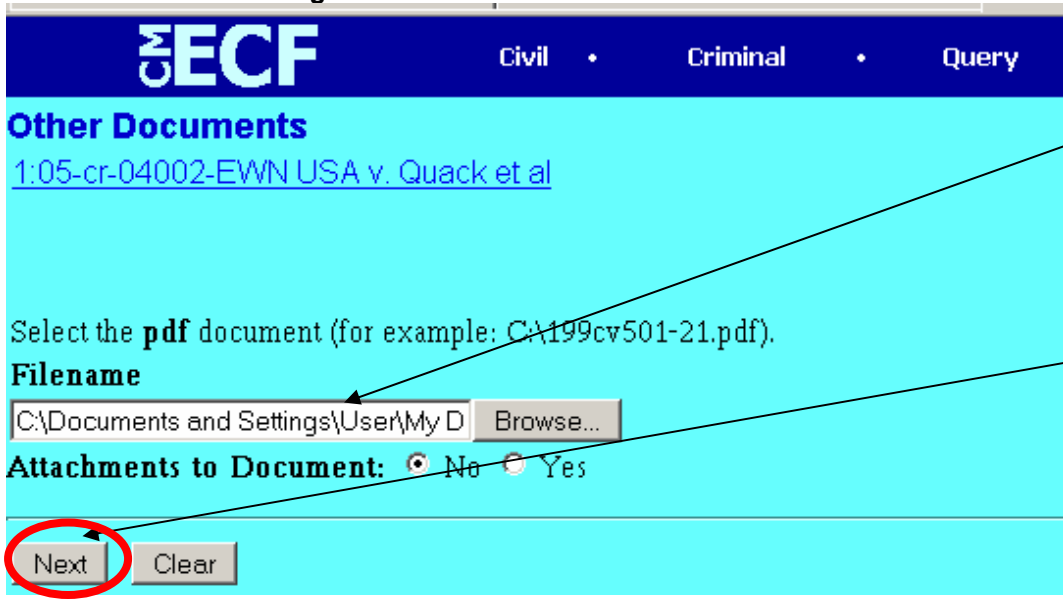 CM ECF Civil • Criminal • Query
Other Documents
1:05-cr-04002-EWN USA v. Quack et al
Select the pdf document (for example: C:\199cv501-21.pdf).
Filename
C:\Documents and Settings\User\My D Browse...
Attachments to Document: No Yes
Next Clear